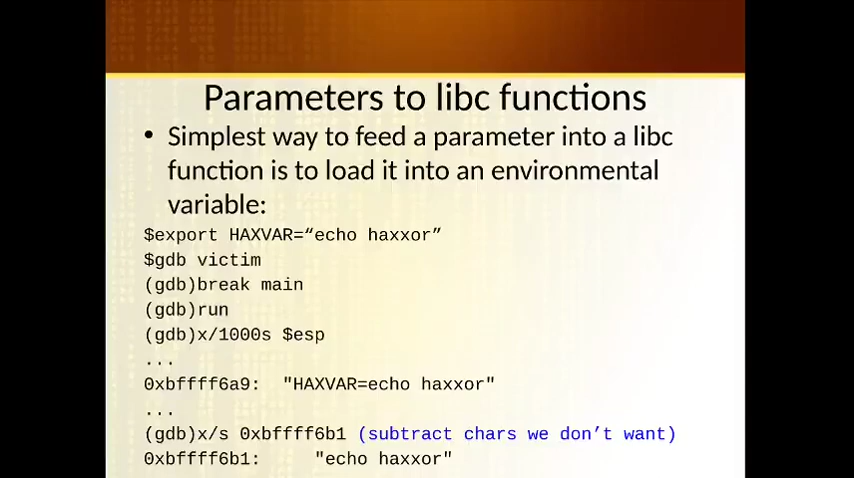 Parameters to libc functions
• Simplest way to feed a parameter into a libc
function is to load it into an environmental
variable:
$export HAXVAR=“echo haxxor”
$gdb victim
(gdb)break main
(gdb)run
(gdb)x/1000s $esp
...
0xbffff6a9:  "HAXVAR=echo haxxor"
...
(gdb)x/s 0xbffff6b1 (subtract chars we don’t want)
0xbffff6b1:     "echo haxxor"